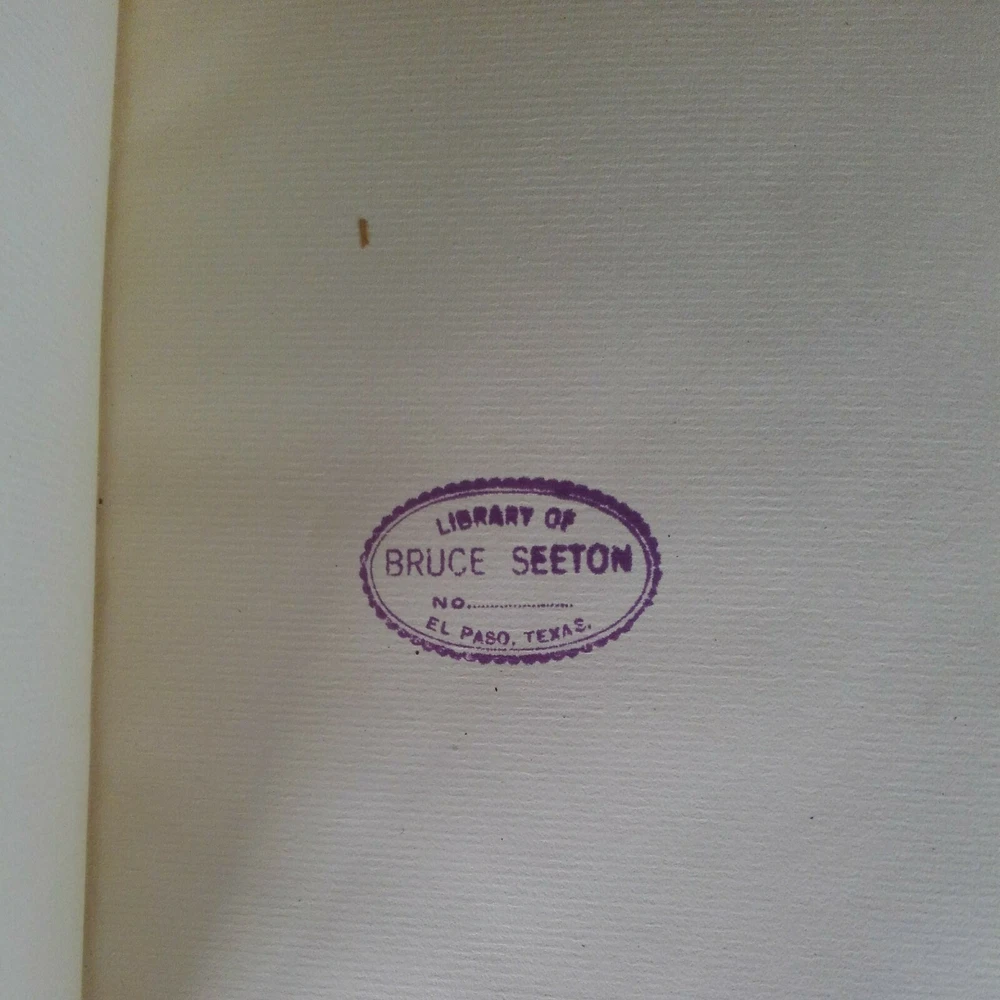 LIBRARY OF
BRUCE SEETON
NO......................
EL PASO, TEXAS.